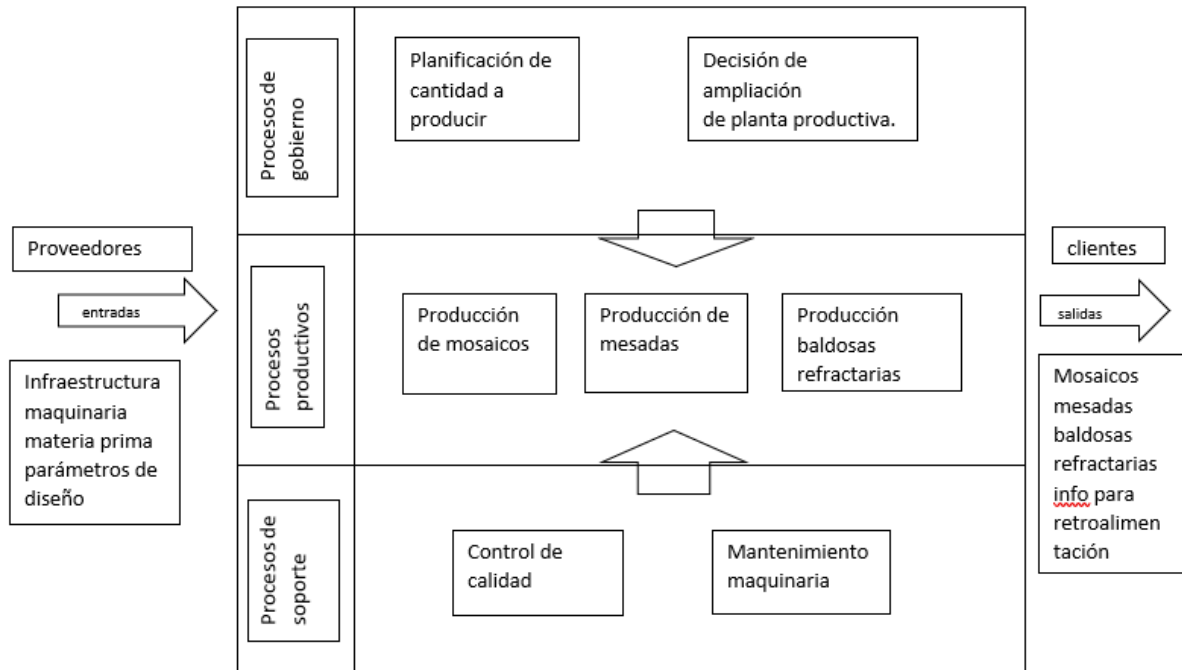 Procesos de
gobierno
Planificación de
cantidad a
producir
Decisión de
ampliación
de planta productiva.
Proveedores
entradas
Infraestructura
maquinaria
materia prima
parámetros de
diseño
Procesos
productivos
Producción
de mosaicos
Producción de
mesadas
Producción
baldosas
refractarias
clientes
salidas
Mosaicos
mesadas
baldosas
refractarias
info para
retroalimen
tación
Procesos de
soporte
Control de
calidad
Mantenimiento
maquinaria